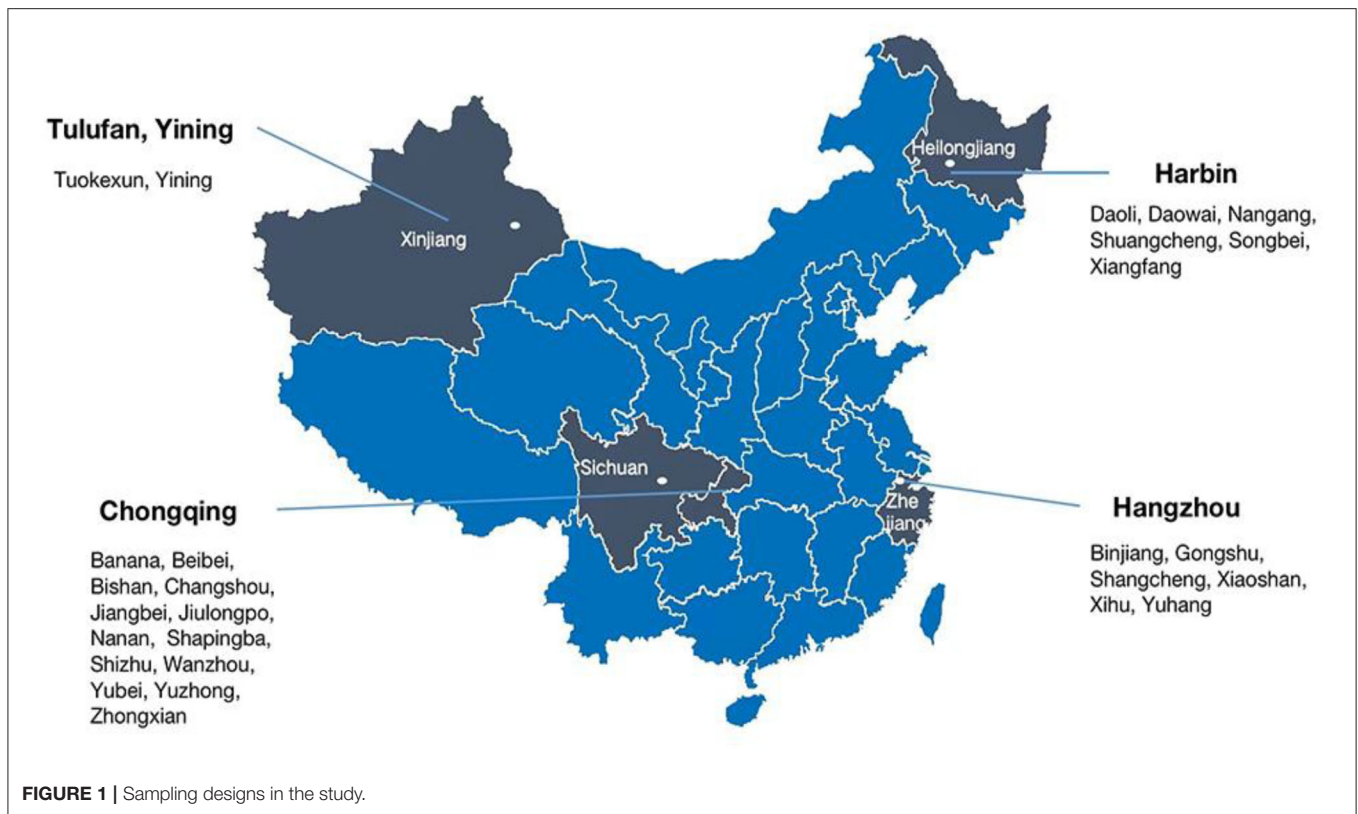 Tulufan, Yining
Tuokexun, Yining
Xinjiang
Heilongjiang
Harbin
Daoli, Daowai, Nangang,
Shuangcheng, Songbei,
Xiangfang
Sichuan
Chongqing
Banana, Beibei,
Bishan, Changshou,
Jiangbei, Jiulongpo,
Nanan, Shapingba,
Shizhu, Wanzhou,
Yubei, Yuzhong,
Zhongxian
Zhe
jiang
Hangzhou
Binjiang, Gongshu,
Shangcheng, Xiaoshan,
Xihu, Yuhang
FIGURE 1 | Sampling designs in the study.